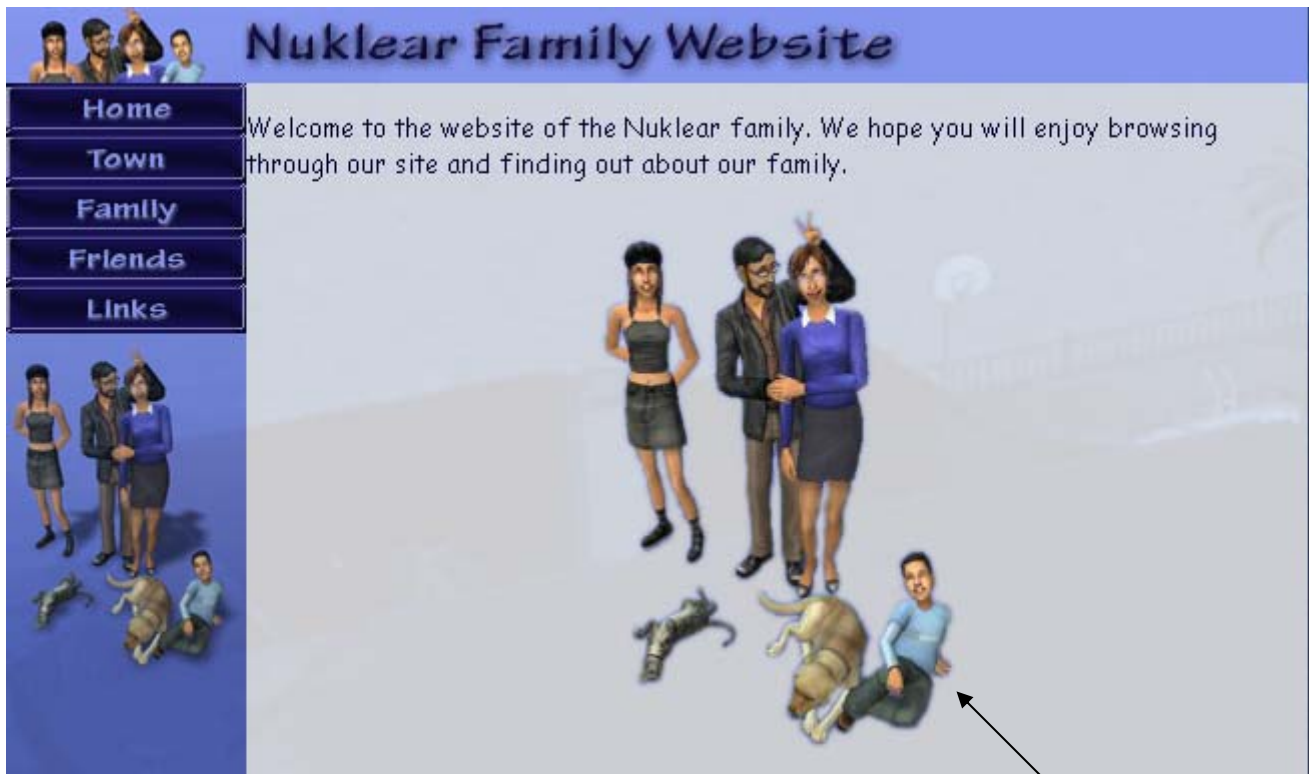 Nuklear Family Website
Home
Town
Family
Friends
Links
Welcome to the website of the Nuklear family. We hope you will enjoy browsing
through our site and finding out about our family.